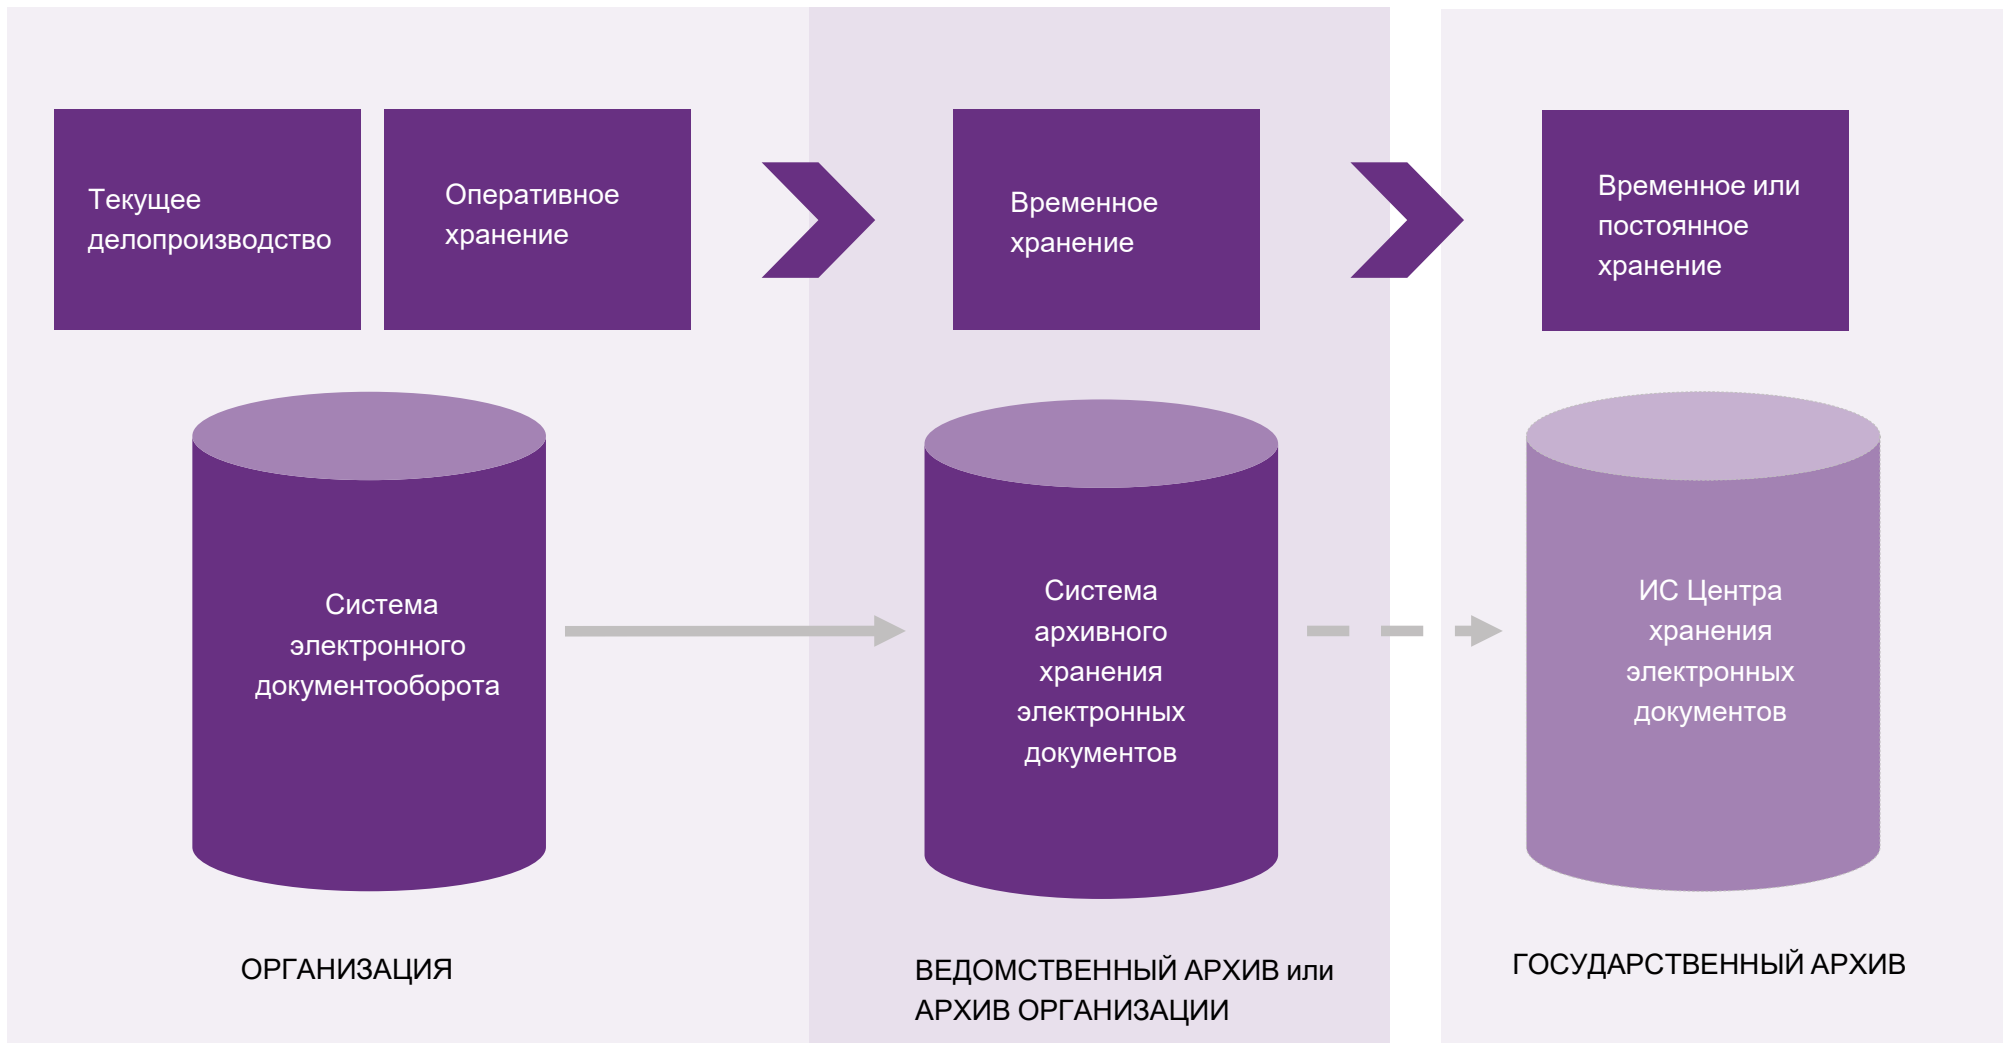 Текущее
делопроизводство
Оперативное
хранение
Временное
хранение
Временное или
постоянное
хранение
Система
электронного
документооборота
Система
архивного
хранения
электронных
документов
ИС Центра
хранения
электронных
документов
ОРГАНИЗАЦИЯ
ВЕДОМСТВЕННЫЙ АРХИВ или
АРХИВ ОРГАНИЗАЦИИ
ГОСУДАРСТВЕННЫЙ АРХИВ